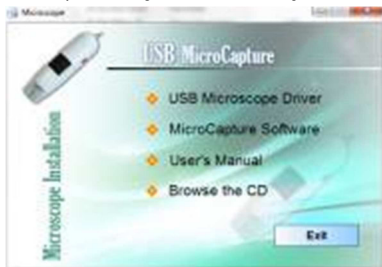 Microscope
USB MicroCapture
USB Microscope Driver
MicroCapture Software
User's Manual
Browse the CD
Microscope Installation
Exit